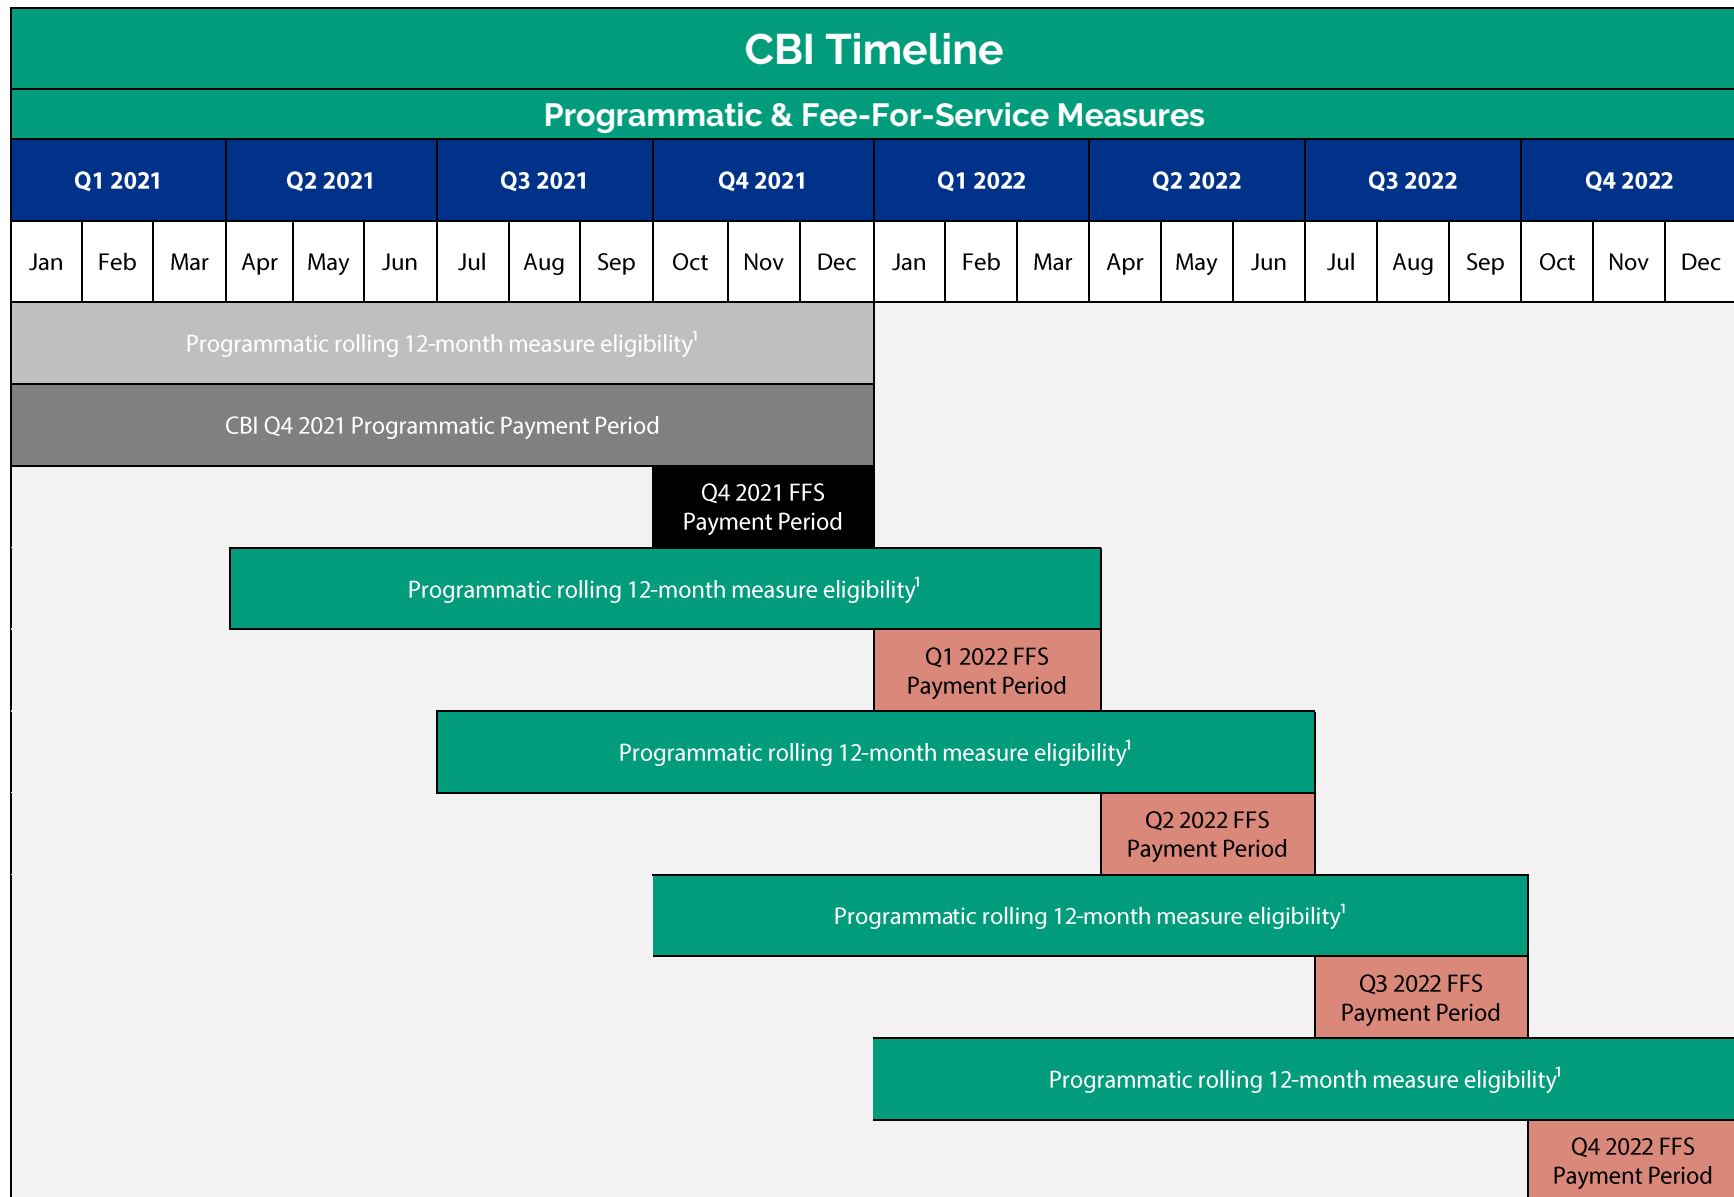 CBI Timeline
Programmatic & Fee-For-Service Measures
Q1 2021 Q2 2021 Q3 2021 Q4 2021 Q1 2022 Q2 2022 Q3 2022 Q4 2022
Jan Feb Mar Apr May Jun Jul Aug Sep Oct Nov Dec Jan Feb Mar Apr May Jun Jul Aug Sep Oct Nov Dec
Programmatic rolling 12-month measure eligibility¹
CBI Q4 2021 Programmatic Payment Period
Q4 2021 FFS
Payment Period
Programmatic rolling 12-month measure eligibility¹
Q1 2022 FFS
Payment Period
Programmatic rolling 12-month measure eligibility¹
Q2 2022 FFS
Payment Period
Programmatic rolling 12-month measure eligibility¹
Q3 2022 FFS
Payment Period
Programmatic rolling 12-month measure eligibility¹
Q4 2022 FFS
Payment Period